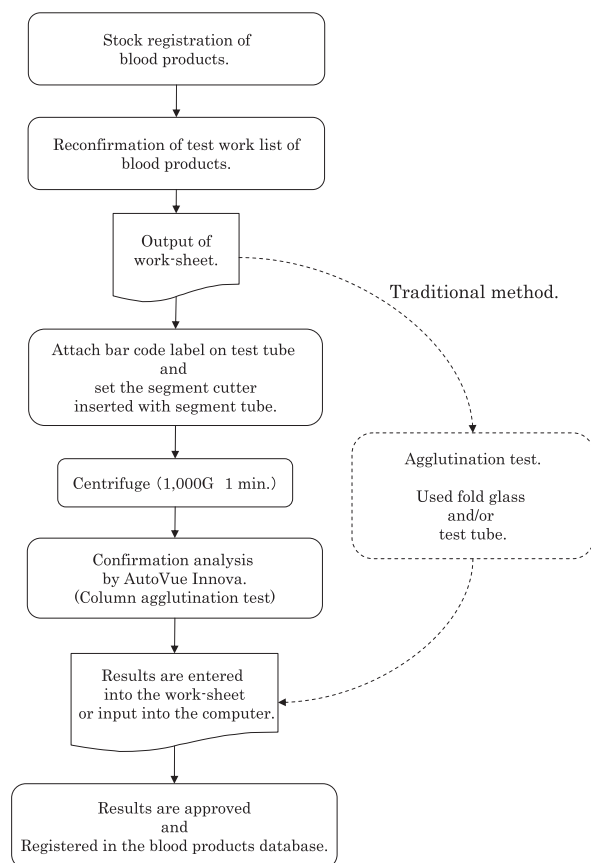 Stock registration of
blood products.
Reconfirmation of test work list of
blood products.
Output of
work-sheet.
Traditional method.
Attach bar code label on test tube
and
set the segment cutter
inserted with segment tube.
Agglutination test.
Used fold glass
and/or
test tube.
Centrifuge (1,000G 1 min.)
Confirmation analysis
by AutoVue Innova.
(Column agglutination test)
Results are entered
into the work-sheet
or input into the computer.
Results are approved
and
Registered in the blood products database.